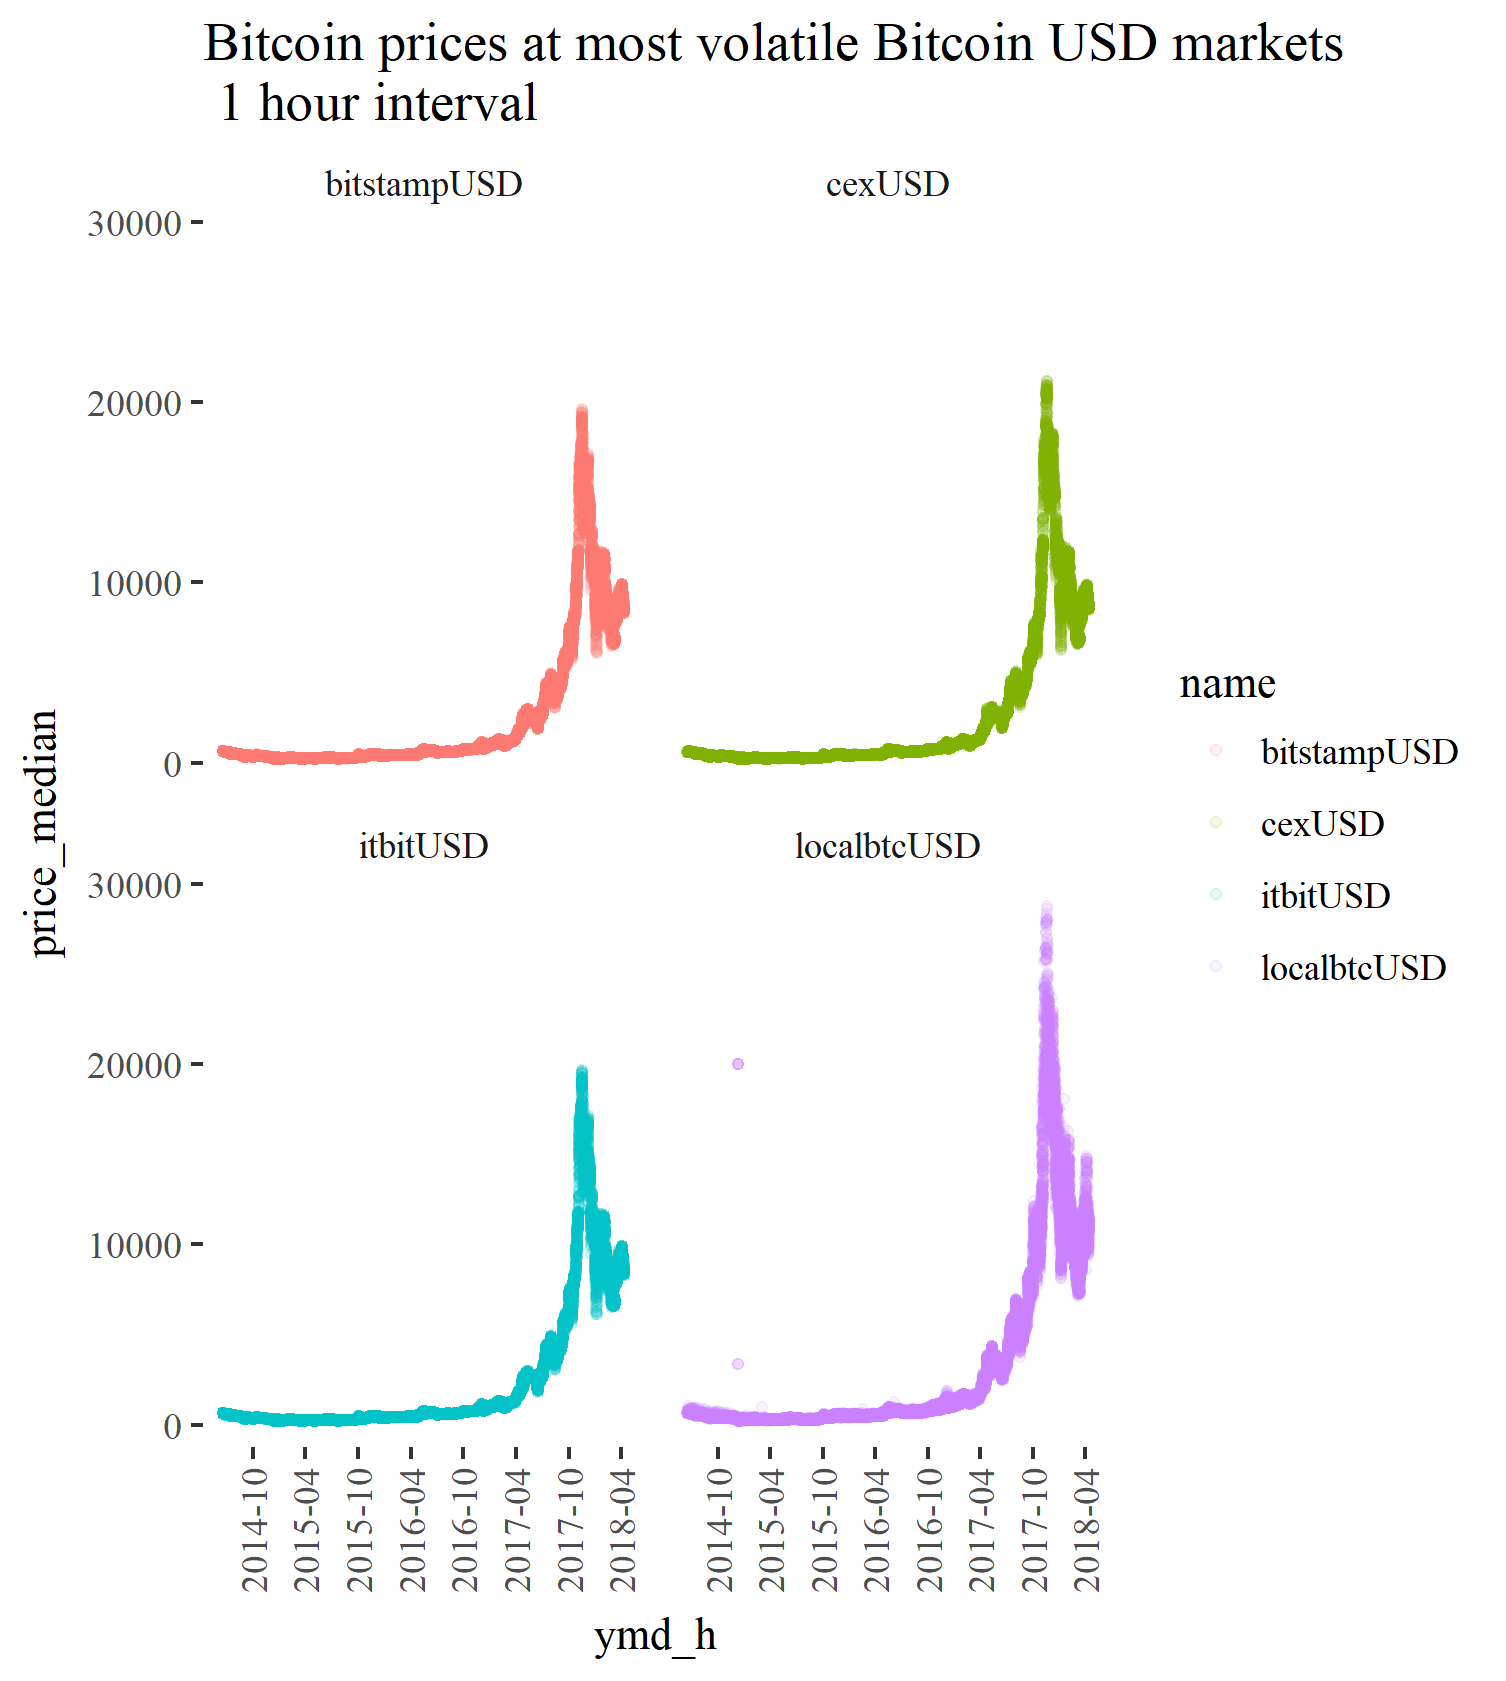 Bitcoin prices at most volatile Bitcoin USD markets
1 hour interval
bitstampUSD
cexUSD
30000
20000
10000
0
itbitUSD
localbtcUSD
30000
20000
10000
0
price_median
2014-10
2015-04
2015-10
2016-04
2016-10
2017-04
2017-10
2018-04
2014-10
2015-04
2015-10
2016-04
2016-10
2017-04
2017-10
2018-04
ymd_h
name
bitstampUSD
cexUSD
itbitUSD
localbtcUSD